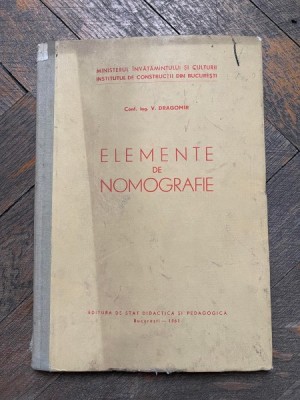 MINISTERUL ÎNVĂȚĂMÎNTULUI ȘI CULTURII
INSTITUTUL DE CONSTRUCȚII DIN BUCUREȘTI
Conf. ing. V. DRAGOMIR
ELEMENTE
DE
NOMOGRAFIE
EDITURA DE STAT DIDACTICĂ ȘI PEDAGOGICĂ
București — 1961